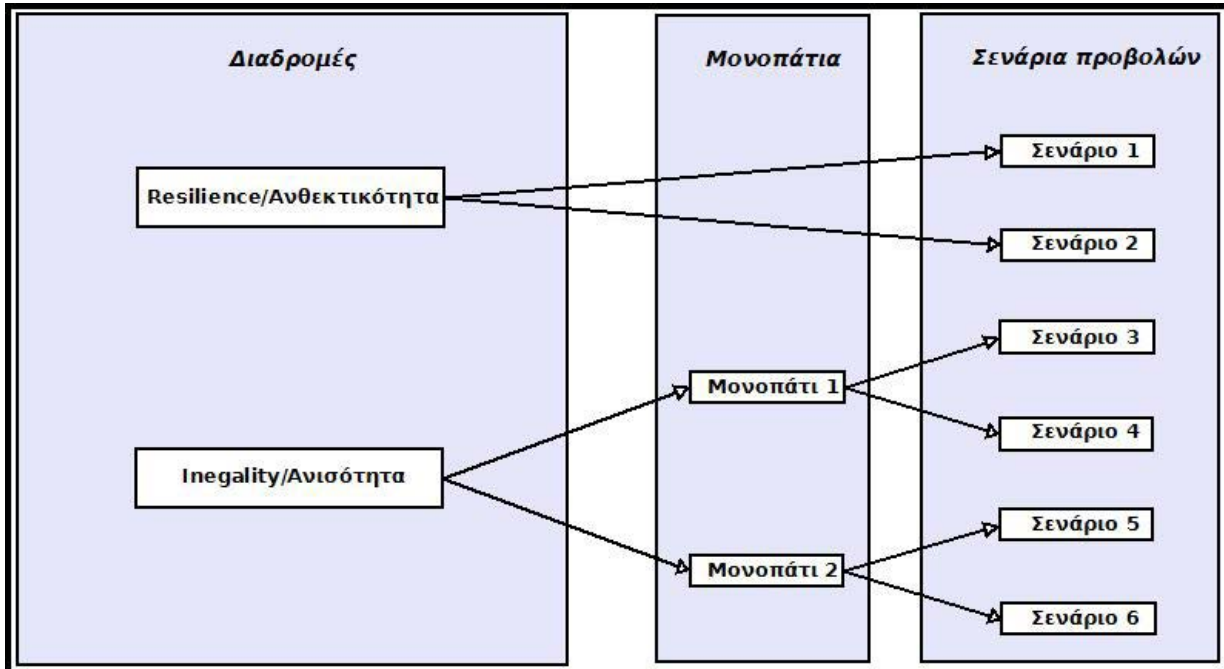 Διαδρομές
Μονοπάτια
Σενάρια προβολών
Resilience/Ανθεκτικότητα
Σενάριο 1
Σενάριο 2
Inegality/Ανισότητα
Μονοπάτι 1
Σενάριο 3
Σενάριο 4
Μονοπάτι 2
Σενάριο 5
Σενάριο 6